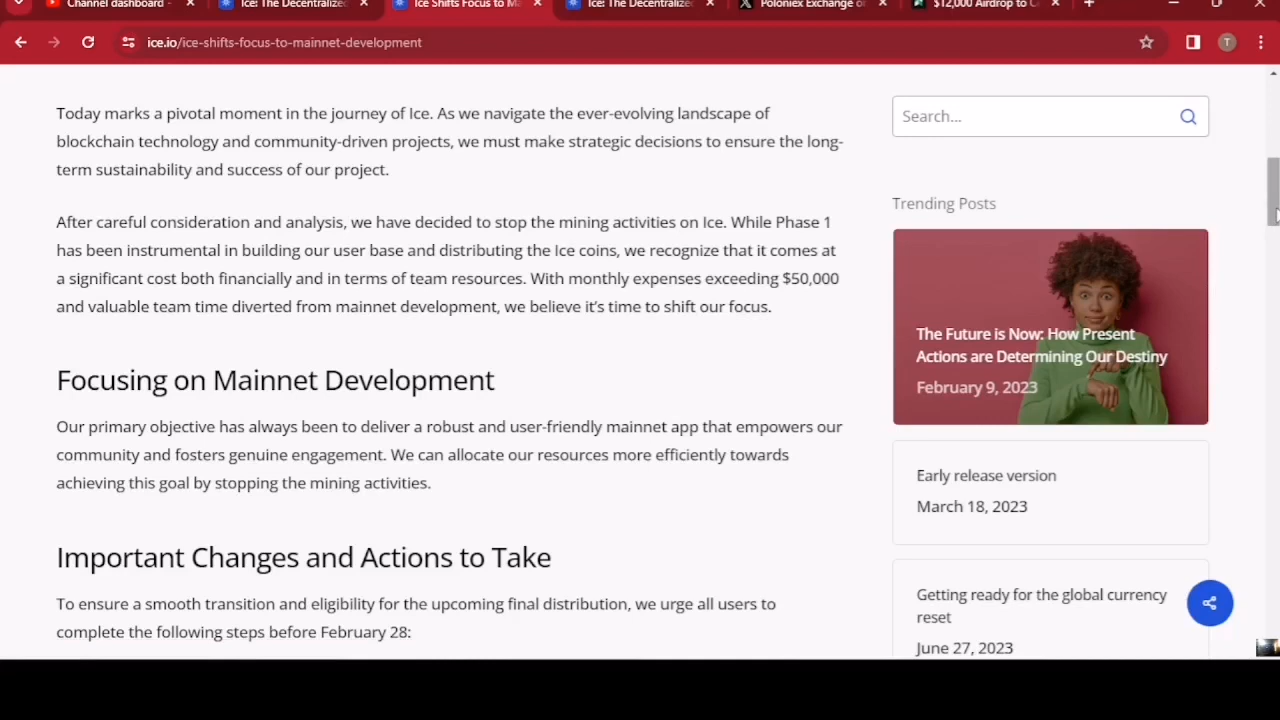 Channel dashboard -
Ice: The Decentralized
Ice Shifts Focus to Ma
Ice: The Decentralized
Poloniex Exchange on
$12,000 Airdrop to C
ice.io/ice-shifts-focus-to-mainnet-development
T
Today marks a pivotal moment in the journey of Ice. As we navigate the ever-evolving landscape of
blockchain technology and community-driven projects, we must make strategic decisions to ensure the long-
term sustainability and success of our project.
After careful consideration and analysis, we have decided to stop the mining activities on Ice. While Phase 1
has been instrumental in building our user base and distributing the Ice coins, we recognize that it comes at
a significant cost both financially and in terms of team resources. With monthly expenses exceeding $50,000
and valuable team time diverted from mainnet development, we believe it's time to shift our focus.
Focusing on Mainnet Development
Our primary objective has always been to deliver a robust and user-friendly mainnet app that empowers our
community and fosters genuine engagement. We can allocate our resources more efficiently towards
achieving this goal by stopping the mining activities.
Important Changes and Actions to Take
To ensure a smooth transition and eligibility for the upcoming final distribution, we urge all users to
complete the following steps before February 28:
Search...
Trending Posts
The Future is Now: How Present
Actions are Determining Our Destiny
February 9, 2023
Early release version
March 18, 2023
Getting ready for the global currency
reset
June 27, 2023